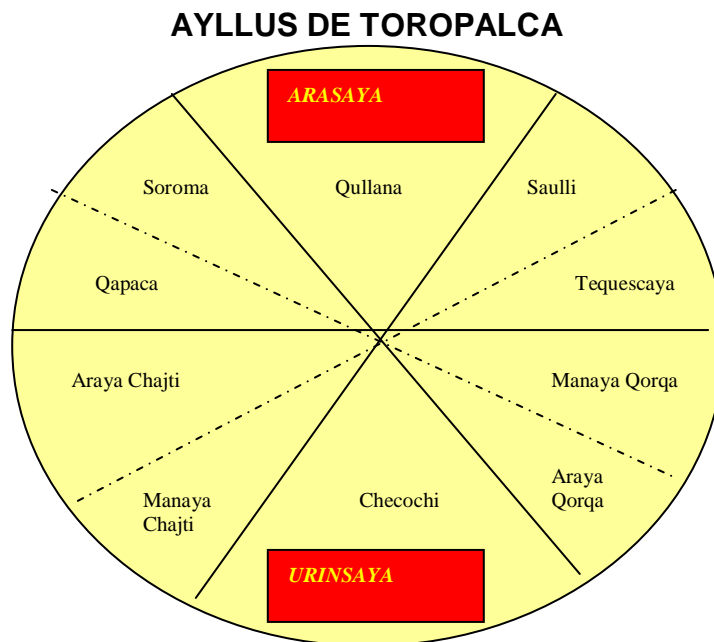 AYLLUS DE TOROPALCA
ARASAYA
Soroma
Qullana
Saulli
Qapaca
Tequescaya
Araya Chajti
Manaya Qorqa
Manaya
Chajti
Checochi
Araya
Qorqa
URINSAYA